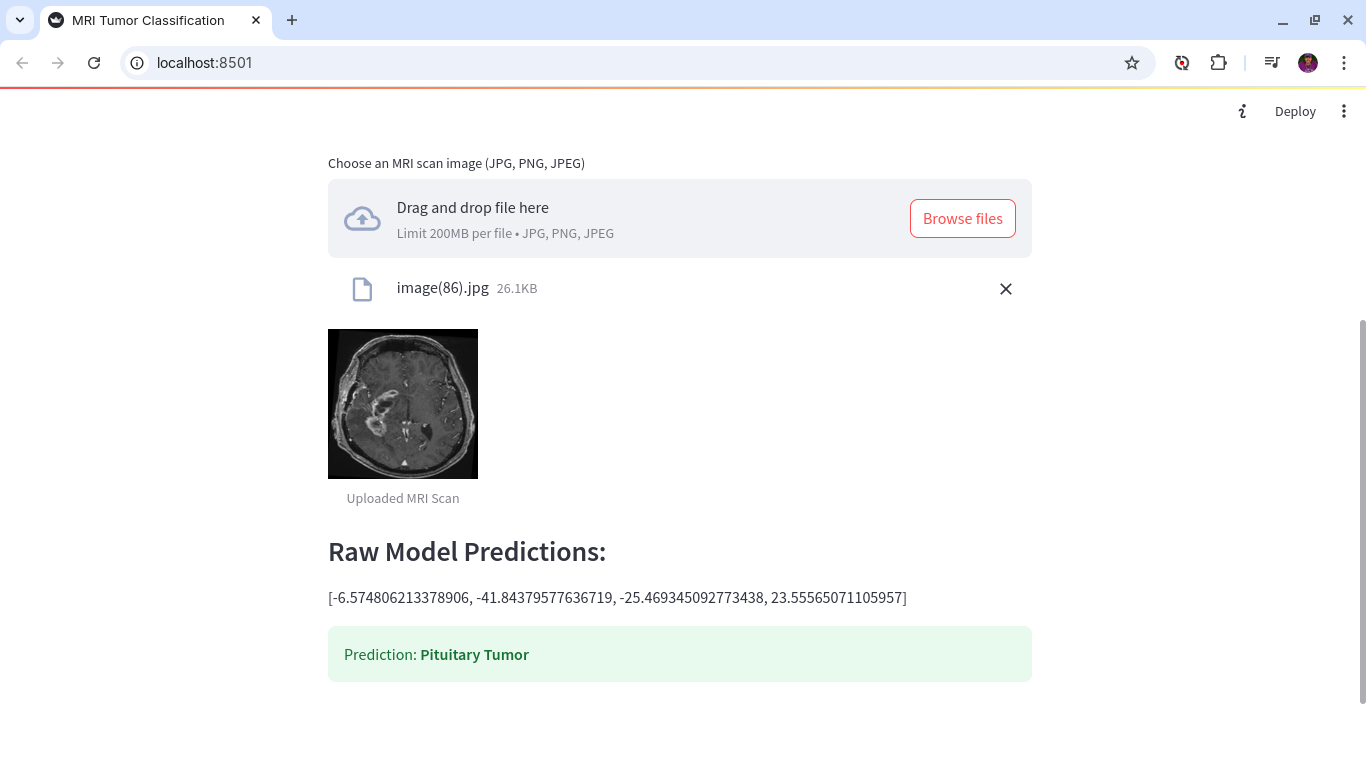 MRI Tumor Classification
localhost:8501
Deploy
Choose an MRI scan image (JPG, PNG, JPEG)
Drag and drop file here
Limit 200MB per file • JPG, PNG, JPEG
Browse files
image(86).jpg 26.1KB
Uploaded MRI Scan
Raw Model Predictions:
[-6.574806213378906, -41.84379577636719, -25.469345092773438, 23.55565071105957]
Prediction: Pituitary Tumor